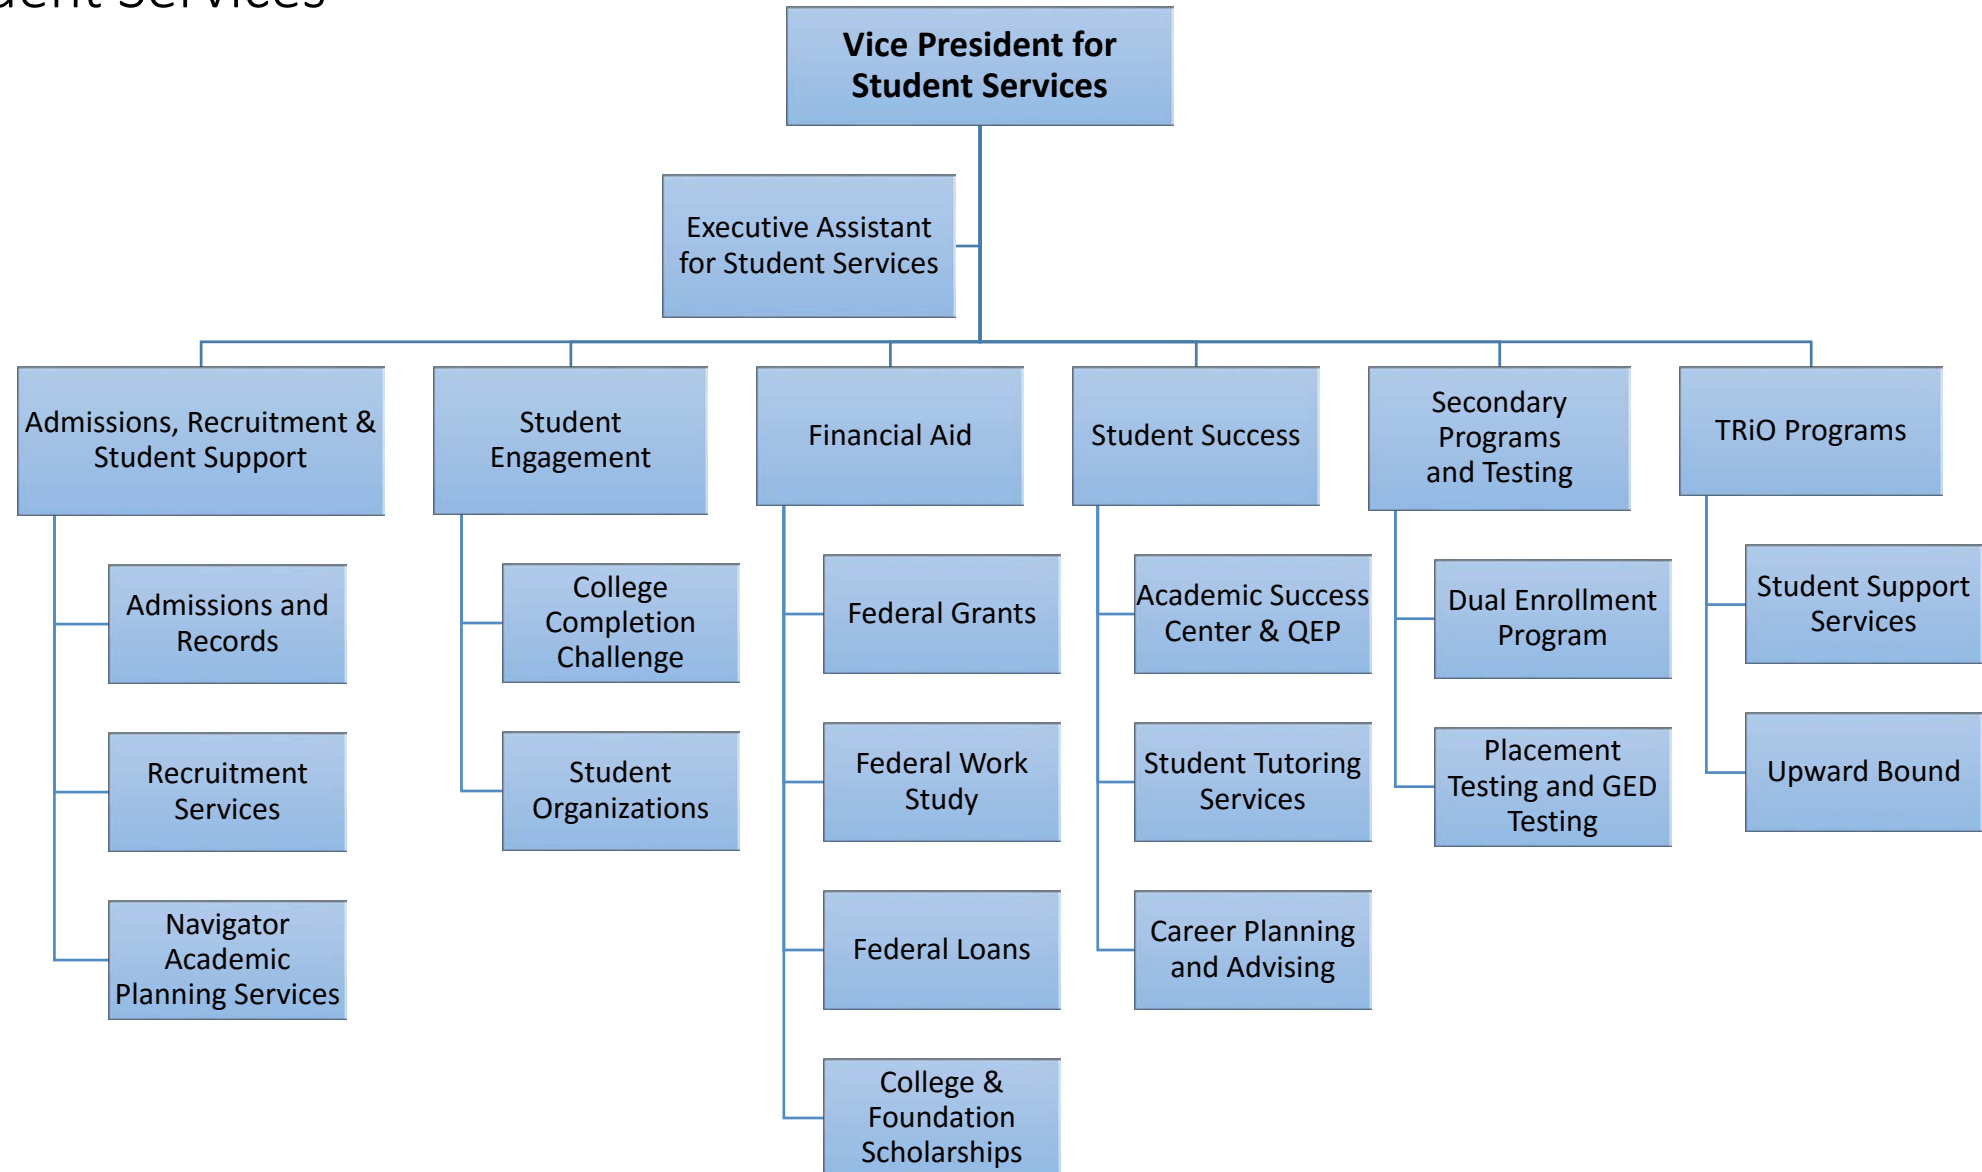 Services
Vice President for
Student Services
Executive Assistant
for Student Services
Admissions, Recruitment &
Student Support
Student
Engagement
Financial Aid
Student Success
Secondary
Programs
and Testing
TRiO Programs
Admissions and
Records
Recruitment
Services
Navigator
Academic
Planning Services
College
Completion
Challenge
Student
Organizations
Federal Grants
Federal Work
Study
Federal Loans
College &
Foundation
Scholarships
Academic Success
Center & QEP
Student Tutoring
Services
Career Planning
and Advising
Dual Enrollment
Program
Placement
Testing and GED
Testing
Student Support
Services
Upward Bound